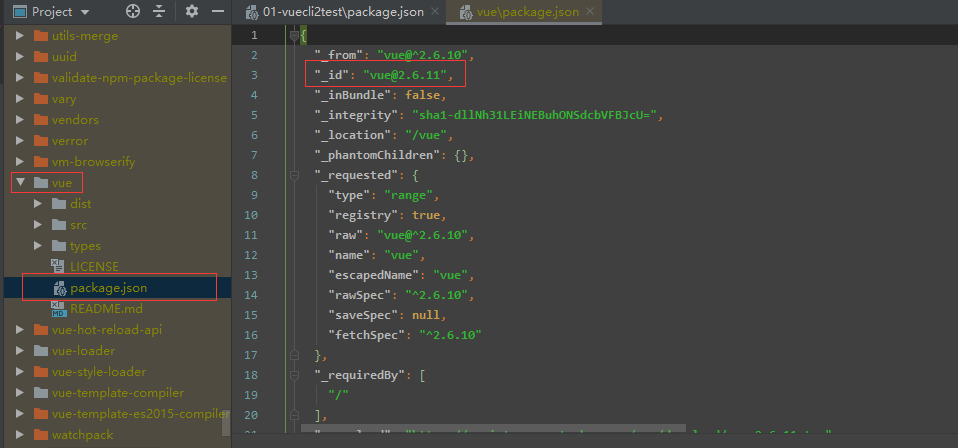 Project
utils-merge
uuid
validate-npm-package-license
vary
vendors
verror
vm-browserify
vue
dist
src
types
LICENSE
package.json
README.md
vue-hot-reload-api
vue-loader
vue-style-loader
vue-template-compiler
vue-template-es2015-compiler
watchpack
01-vuecli2test\package.json
vue\package.json
1 {
2 "_from": "vue@^2.6.10",
3 "_id": "vue@2.6.11",
4 "_inBundle": false,
5 "_integrity": "sha1-dllNh31LEiNEBuhONSdcbVFBJcU=",
6 "_location": "/vue",
7 "_phantomChildren": {},
8 "_requested": {
9 "type": "range",
10 "registry": true,
11 "raw": "vue@^2.6.10",
12 "name": "vue",
13 "escapedName": "vue",
14 "rawSpec": "^2.6.10",
15 "saveSpec": null,
16 "fetchSpec": "^2.6.10"
17 },
18 "_requiredBy": [
19 "/"
20 ],